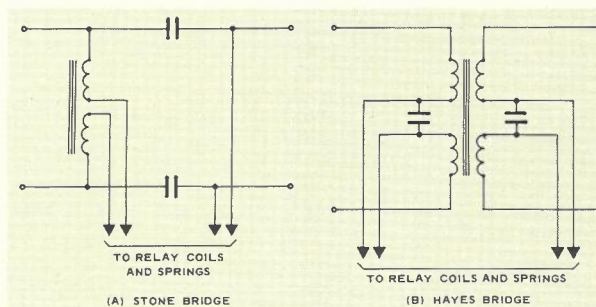 TO RELAY COILS
AND SPRINGS
(A) STONE BRIDGE
TO RELAY COILS AND SPRINGS
(B) HAYES BRIDGE